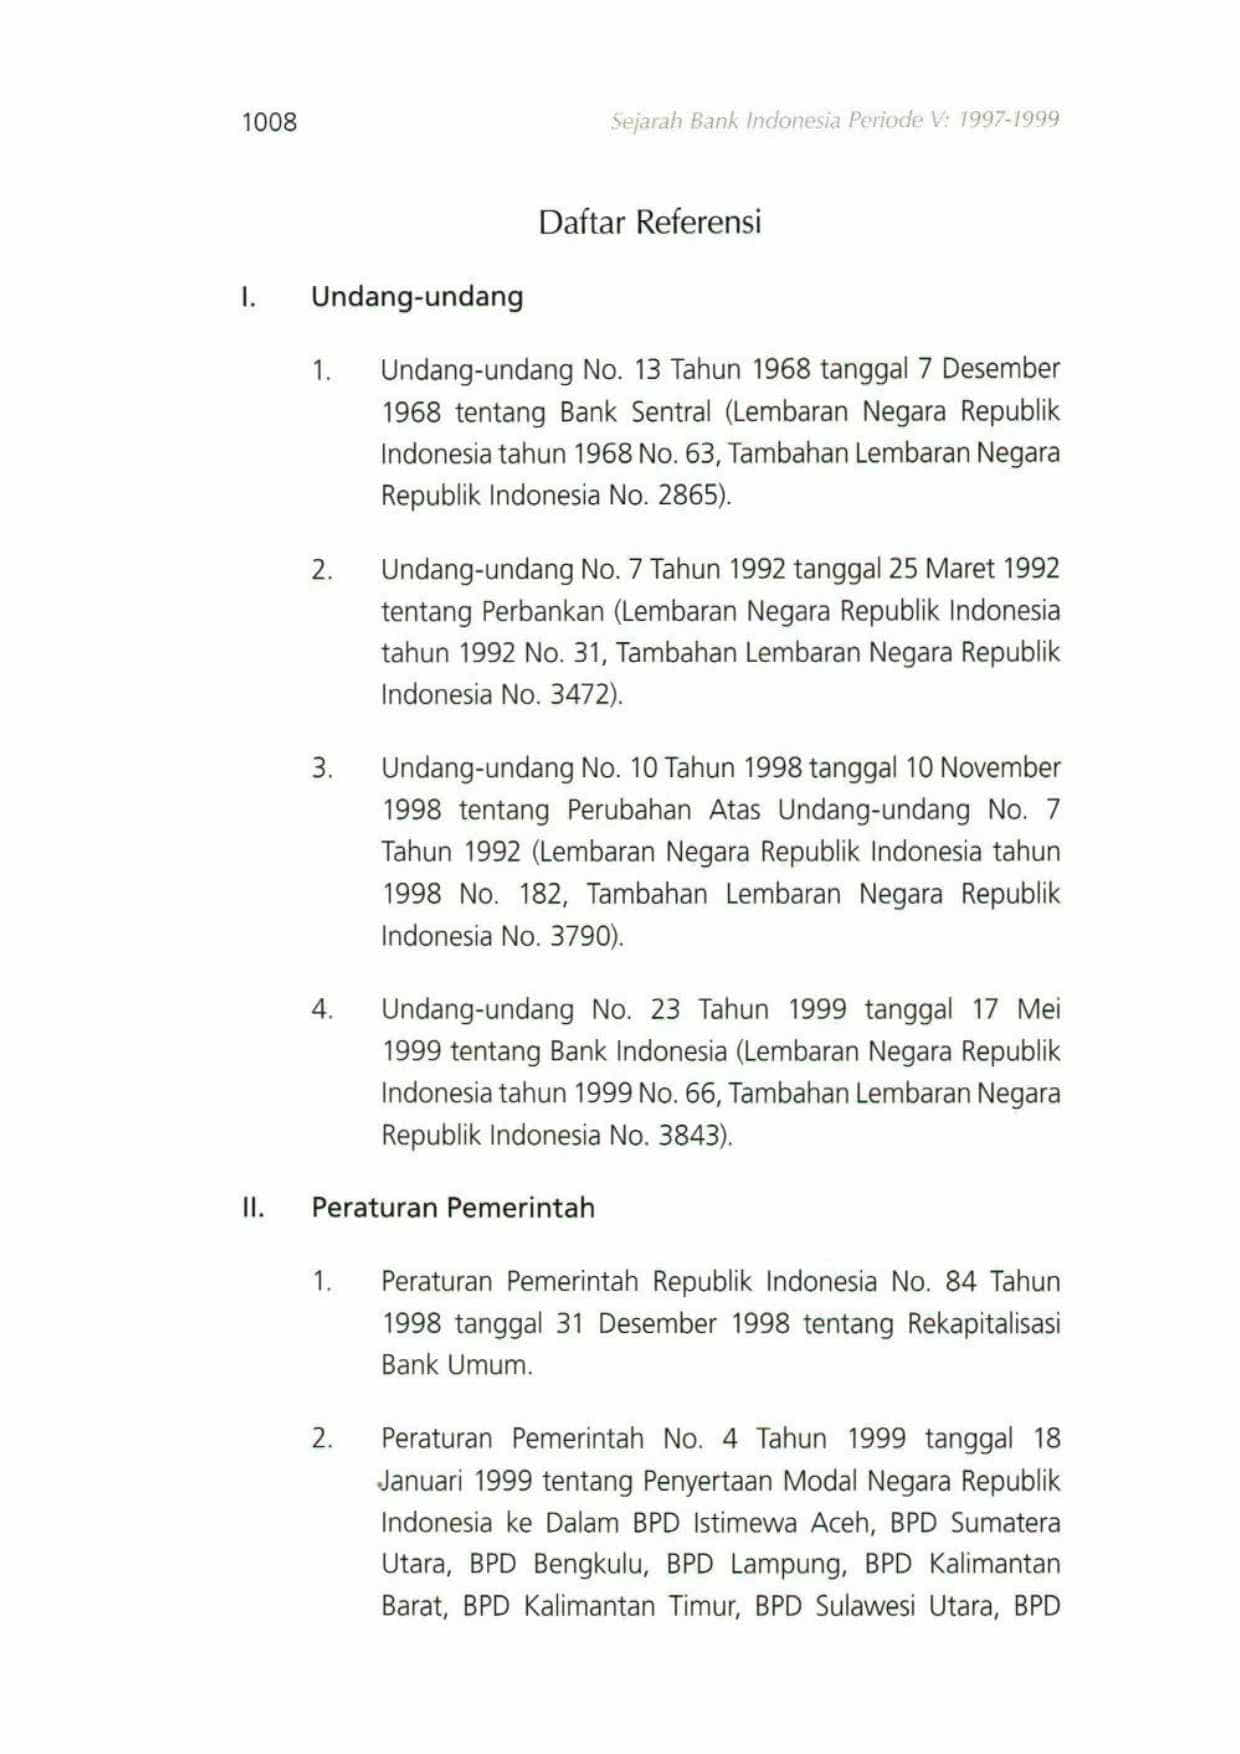 1008 Sejarah Bank Indonesia Periode V: 1997-1999
Daftar Referensi
I. Undang-undang
1. Undang-undang No. 13 Tahun 1968 tanggal 7 Desember
1968 tentang Bank Sentral (Lembaran Negara Republik
Indonesia tahun 1968 No. 63, Tambahan Lembaran Negara
Republik Indonesia No. 2865).
2. Undang-undang No. 7 Tahun 1992 tanggal 25 Maret 1992
tentang Perbankan (Lembaran Negara Republik Indonesia
tahun 1992 No. 31, Tambahan Lembaran Negara Republik
Indonesia No. 3472).
3. Undang-undang No. 10 Tahun 1998 tanggal 10 November
1998 tentang Perubahan Atas Undang-undang No. 7
Tahun 1992 (Lembaran Negara Republik Indonesia tahun
1998 No. 182, Tambahan Lembaran Negara Republik
Indonesia No. 3790).
4. Undang-undang No. 23 Tahun 1999 tanggal 17 Mei
1999 tentang Bank Indonesia (Lembaran Negara Republik
Indonesia tahun 1999 No. 66, Tambahan Lembaran Negara
Republik Indonesia No. 3843).
II. Peraturan Pemerintah
1. Peraturan Pemerintah Republik Indonesia No. 84 Tahun
1998 tanggal 31 Desember 1998 tentang Rekapitalisasi
Bank Umum.
2. Peraturan Pemerintah No. 4 Tahun 1999 tanggal 18
Januari 1999 tentang Penyertaan Modal Negara Republik
Indonesia ke Dalam BPD Istimewa Aceh, BPD Sumatera
Utara, BPD Bengkulu, BPD Lampung, BPD Kalimantan
Barat, BPD Kalimantan Timur, BPD Sulawesi Utara, BPD